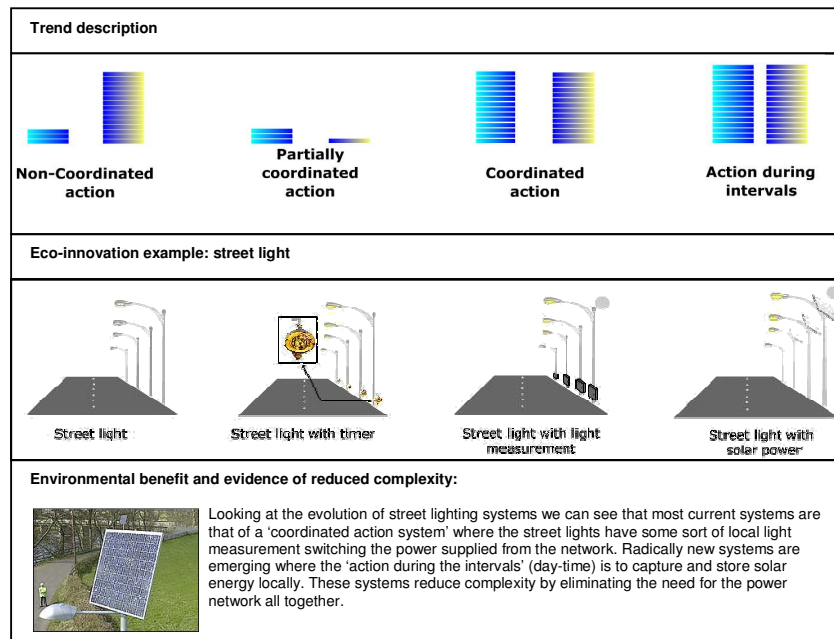 Trend description
Non-Coordinated
action
Partially
coordinated
action
Coordinated
action
Action during
intervals
Eco-innovation example: street light
Street light
Street light with timer
Street light with light
measurement
Street light with
solar power
Environmental benefit and evidence of reduced complexity:
Looking at the evolution of street lighting systems we can see that most current systems are
that of a ‘coordinated action system’ where the street lights have some sort of local light
measurement switching the power supplied from the network. Radically new systems are
emerging where the ‘action during the intervals’ (day-time) is to capture and store solar
energy locally. These systems reduce complexity by eliminating the need for the power
network all together.